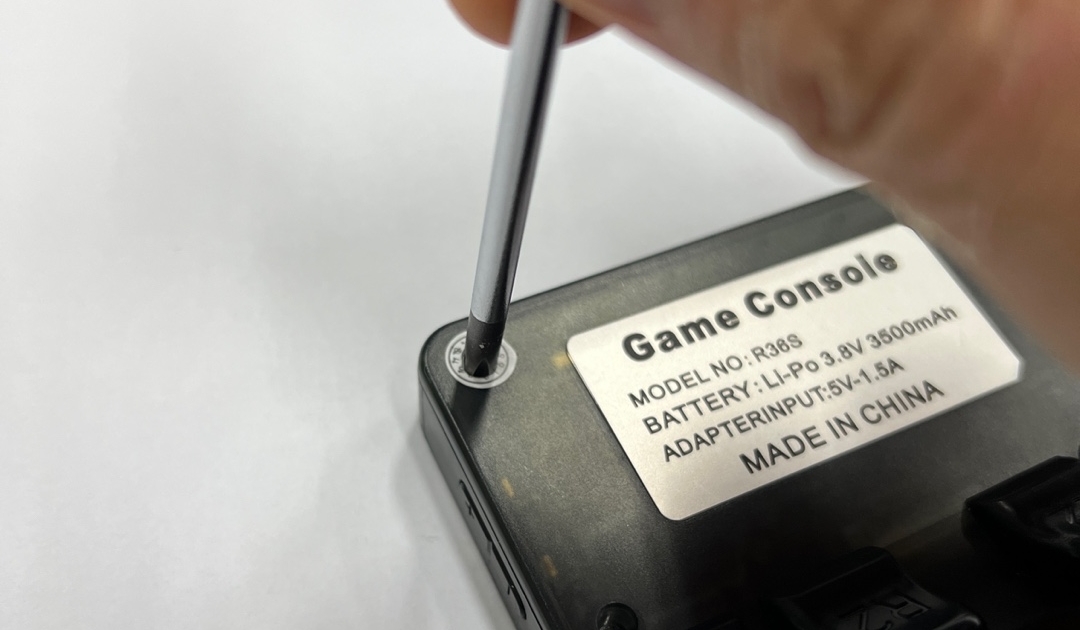 Game Console
MODEL NO: R36S
BATTERY: LI-Po 3.8V 3500mAh
ADAPTERINPUT:5V-1.5A
MADE IN CHINA